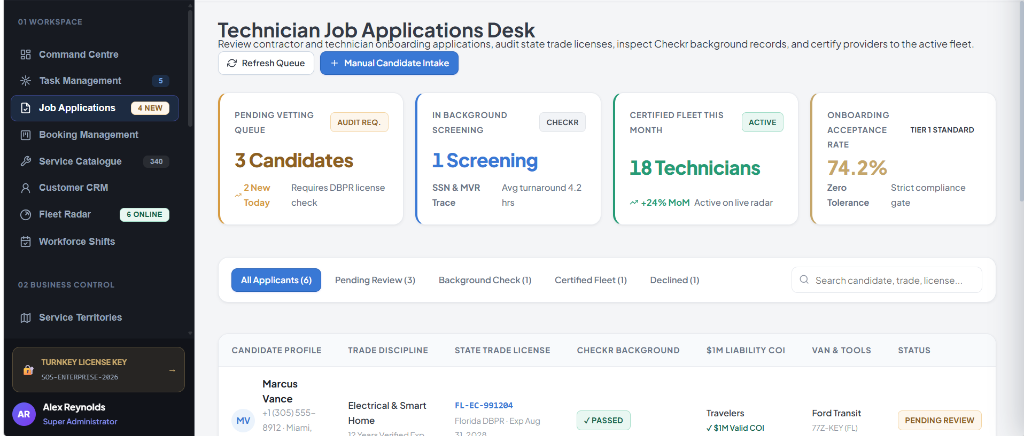 01 WORKSPACE
Command Centre
Task Management 5
Job Applications 4 NEW
Booking Management
Service Catalogue 340
Customer CRM
Fleet Radar 6 ONLINE
Workforce Shifts
02 BUSINESS CONTROL
Service Territories
TURNKEY LICENSE KEY
SOS-ENTERPRISE-2026
→
AR
Alex Reynolds
Super Administrator
Technician Job Applications Desk
Review contractor and technician onboarding applications, audit state trade licenses, inspect Checkr background records, and certify providers to the active fleet.
Refresh Queue
+ Manual Candidate Intake
PENDING VETTING
QUEUE
AUDIT REQ.
3 Candidates
2 New
Today
Requires DBPR license
check
IN BACKGROUND
SCREENING
CHECKR
1 Screening
SSN & MVR
Trace
Avg turnaround 4.2
hrs
CERTIFIED FLEET THIS
MONTH
ACTIVE
18 Technicians
+24% MoM Active on live radar
ONBOARDING
ACCEPTANCE
RATE
TIER 1 STANDARD
74.2%
Zero
Tolerance
Strict compliance
gate
All Applicants (6) Pending Review (3) Background Check (1) Certified Fleet (1) Declined (1)
Search candidate, trade, license...
CANDIDATE PROFILE TRADE DISCIPLINE STATE TRADE LICENSE CHECKR BACKGROUND $1M LIABILITY COI VAN & TOOLS STATUS
MV
Marcus
Vance
+1 (305) 555-
8912 · Miami,
Electrical & Smart
Home
12 Years Verified Exp
FL-EC-991204
Florida DBPR · Exp Aug
31, 2028
✓ PASSED
Travelers
✓ $1M Valid COI
Ford Transit
77Z-KEY (FL)
PENDING REVIEW